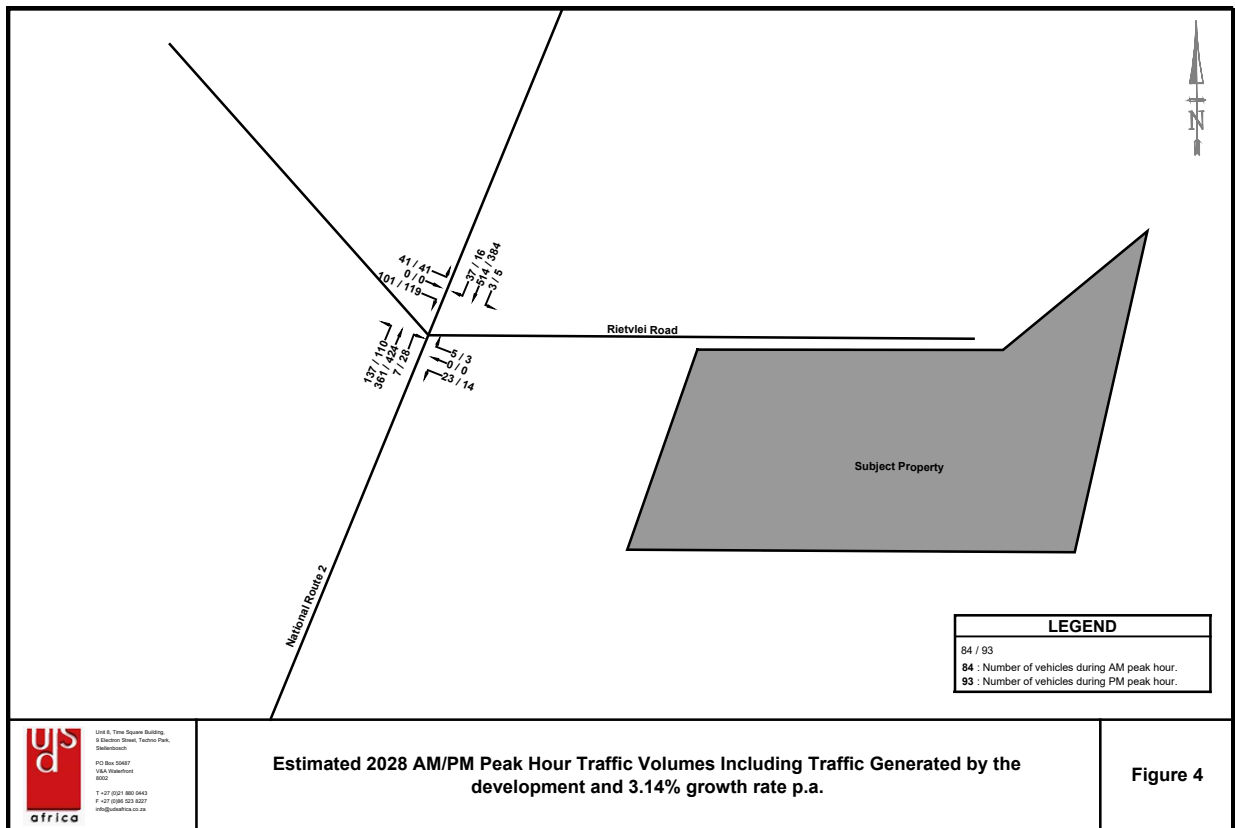 N
41 / 41
0 / 0
101 / 119
37 / 16
514 / 384
3 / 5
137 / 110
361 / 424
7 / 28
5 / 3
0 / 0
23 / 14
Rietvlei Road
Subject Property
National Route 2
LEGEND
84 / 93
84 : Number of vehicles during AM peak hour.
93 : Number of vehicles during PM peak hour.
uds
africa
Unit 8, Time Square Building,
9 Electron Street, Techno Park,
Stellenbosch
PO Box 50487
V&A Waterfront
8002
T +27 (0)21 880 0443
F +27 (0)86 523 8227
info@udsafrica.co.za
Estimated 2028 AM/PM Peak Hour Traffic Volumes Including Traffic Generated by the
development and 3.14% growth rate p.a.
Figure 4